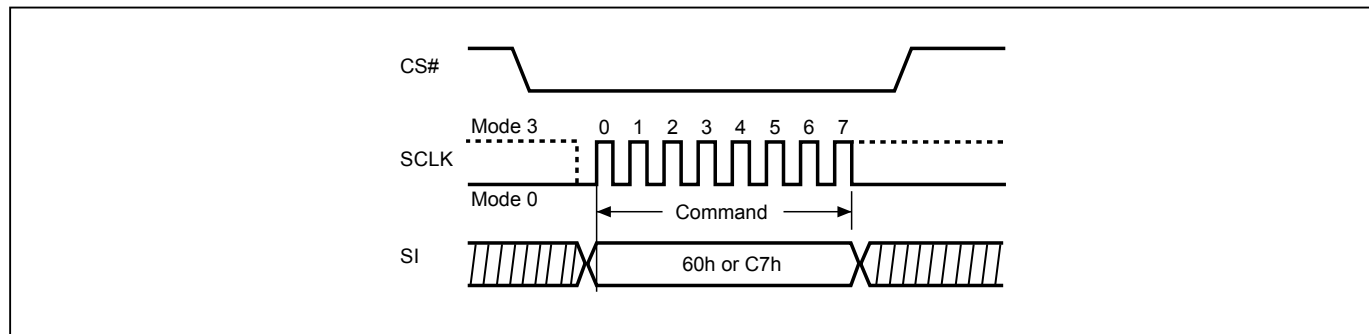 CS#
Mode 3 0 1 2 3 4 5 6 7
SCLK
Mode 0
Command
SI 60h or C7h